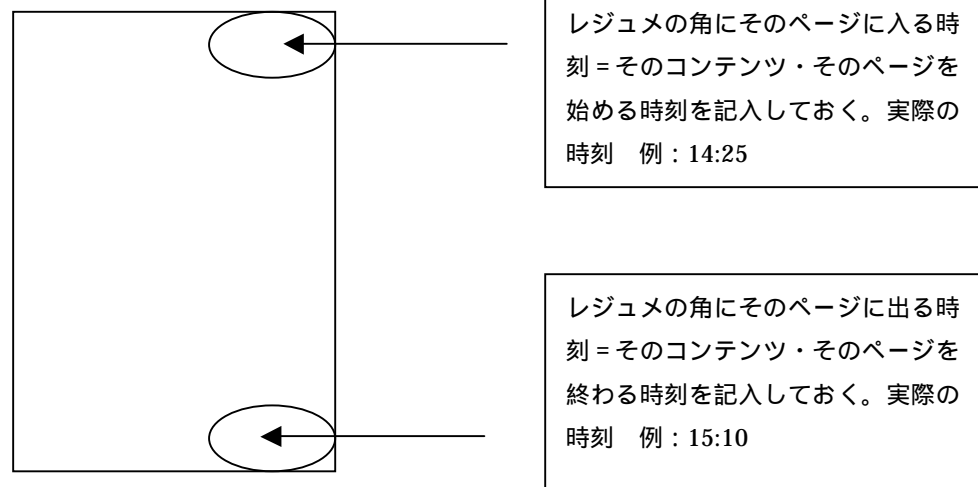 レジュメの角にそのページに入る時
刻=そのコンテンツ・そのページを
始める時刻を記入しておく。実際の
時刻　例：14:25
レジュメの角にそのページに出る時
刻=そのコンテンツ・そのページを
終わる時刻を記入しておく。実際の
時刻　例：15:10